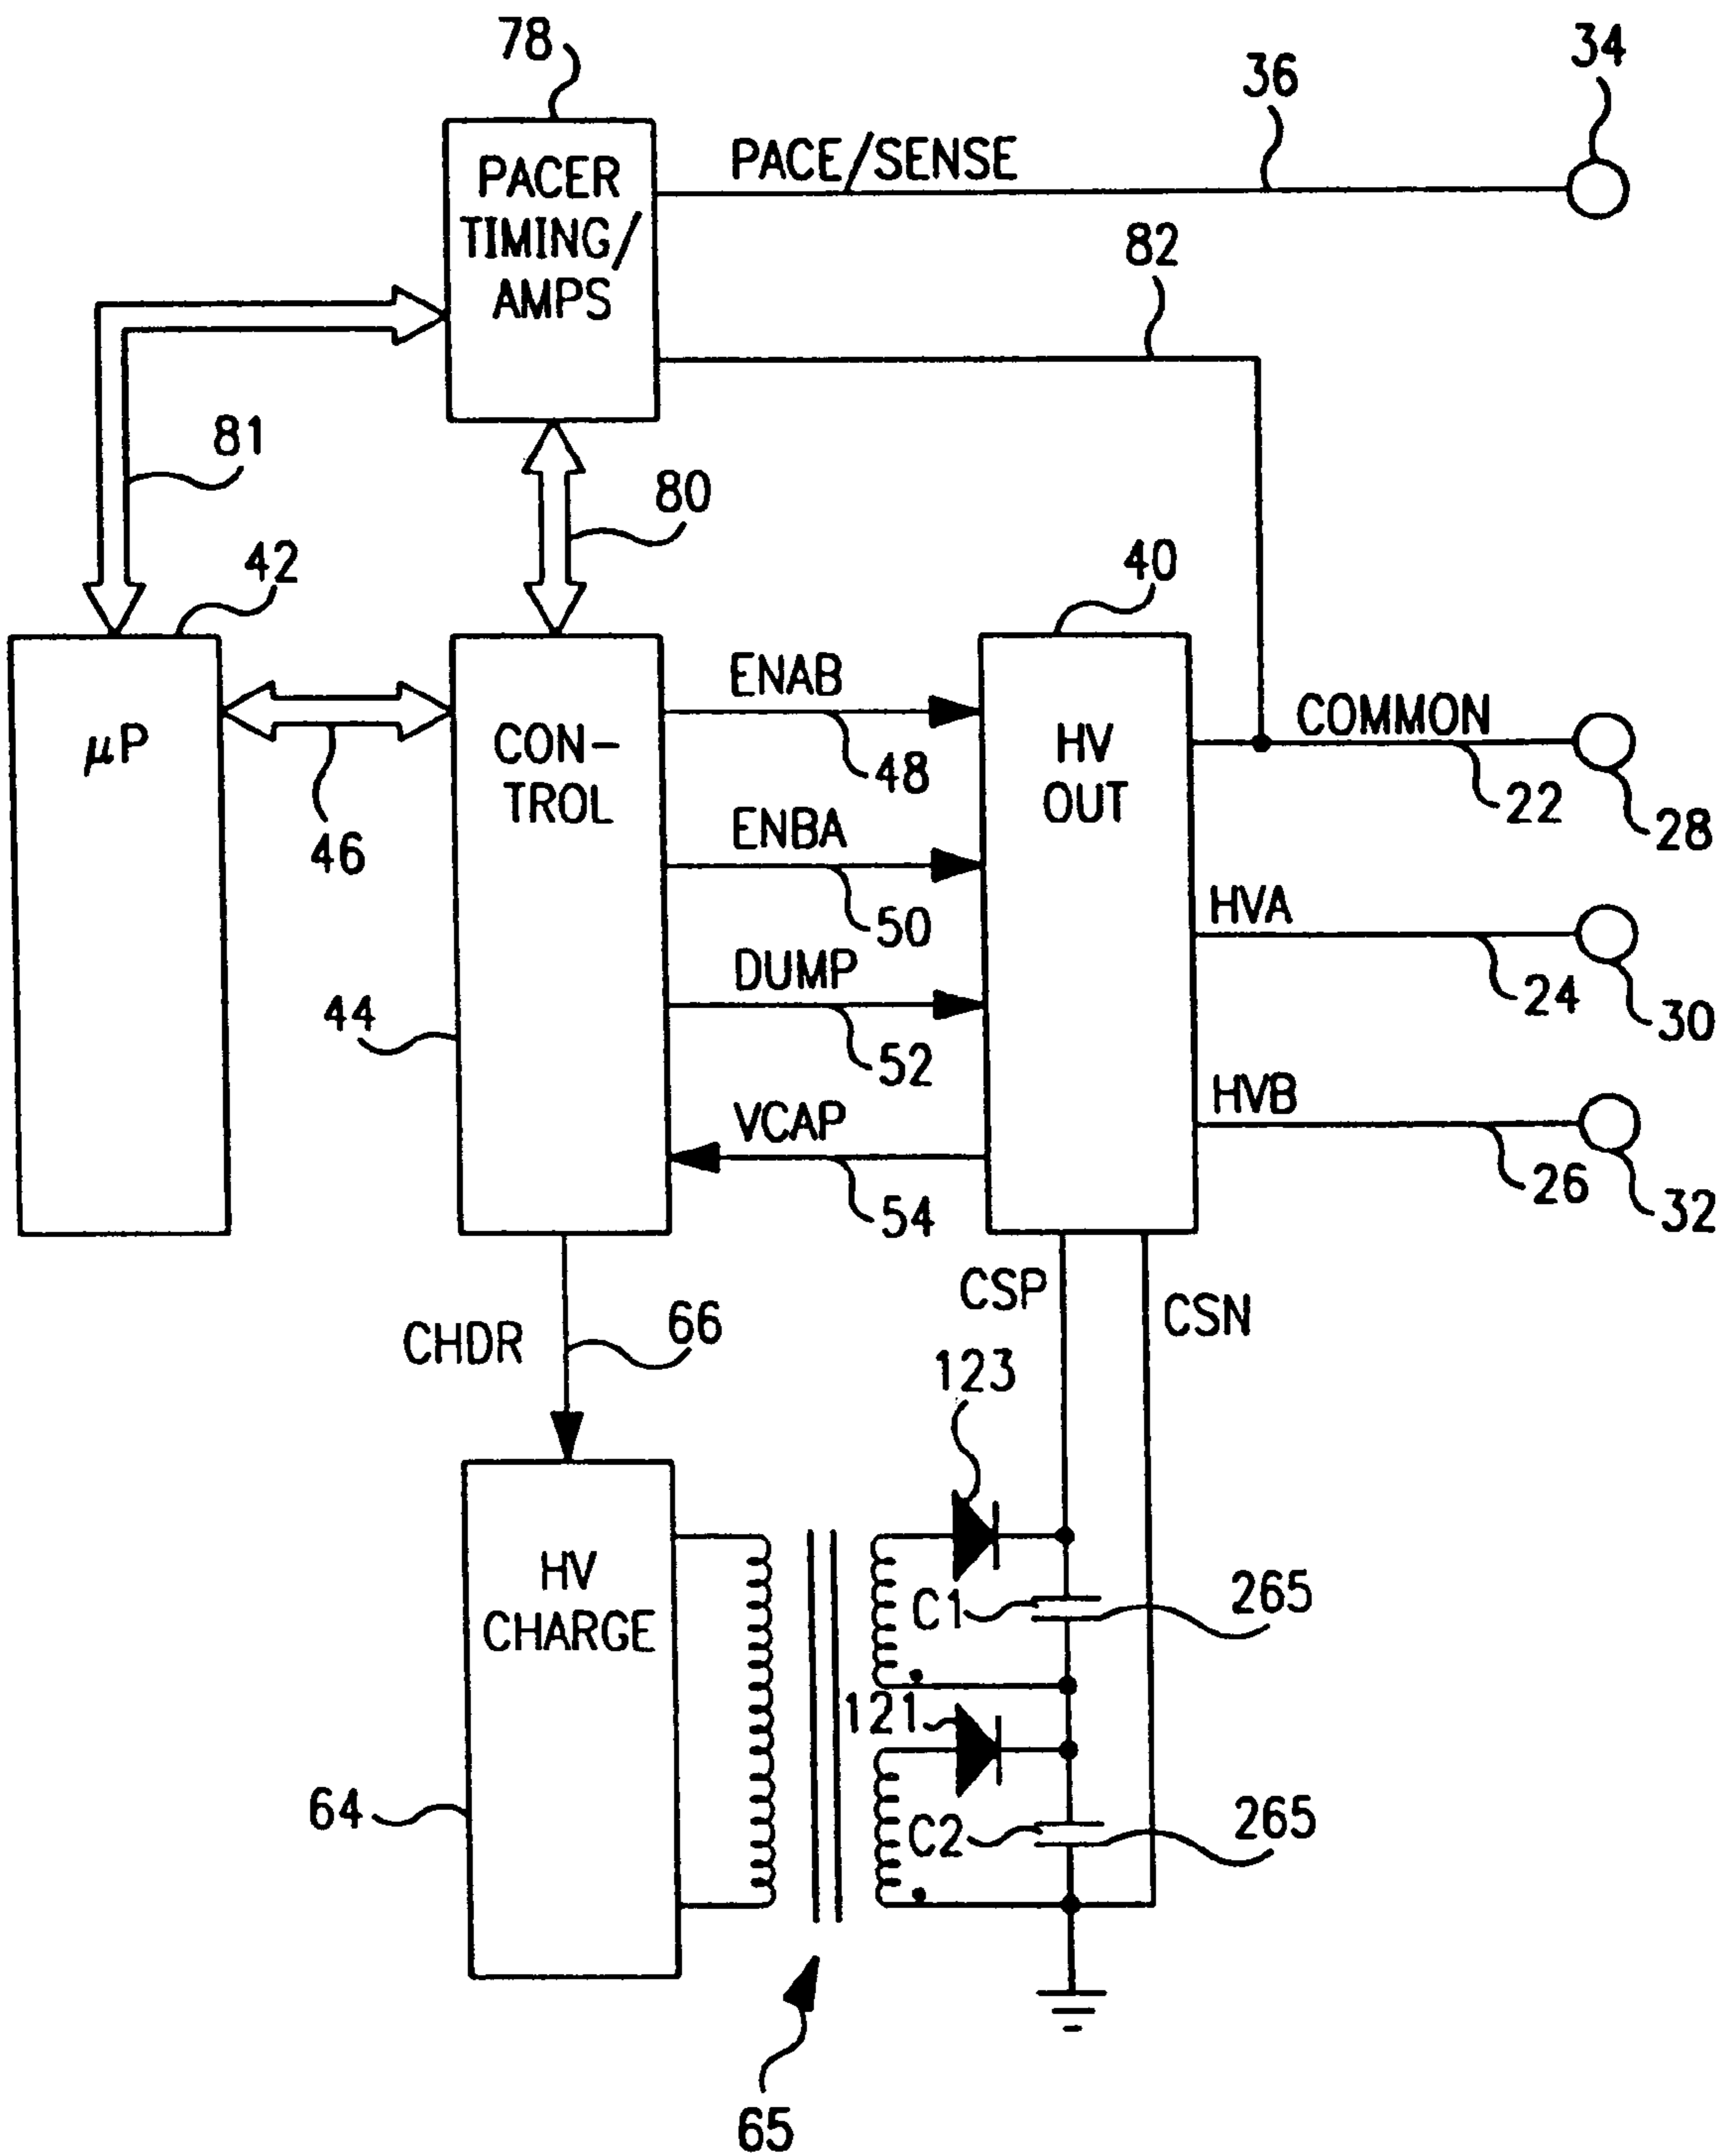 78
34
36
PACE/SENSE
PACER
TIMING/
AMPS
82
81
80
42
40
ENAB
COMMON
μP
CON-
TROL
HV
OUT
48
22
28
46
ENBA
50
HVA
24
30
DUMP
44
52
HVB
VCAP
26
32
54
CSP
CSN
CHDR
66
123
HV
CHARGE
C1
265
121
64
C2
265
65